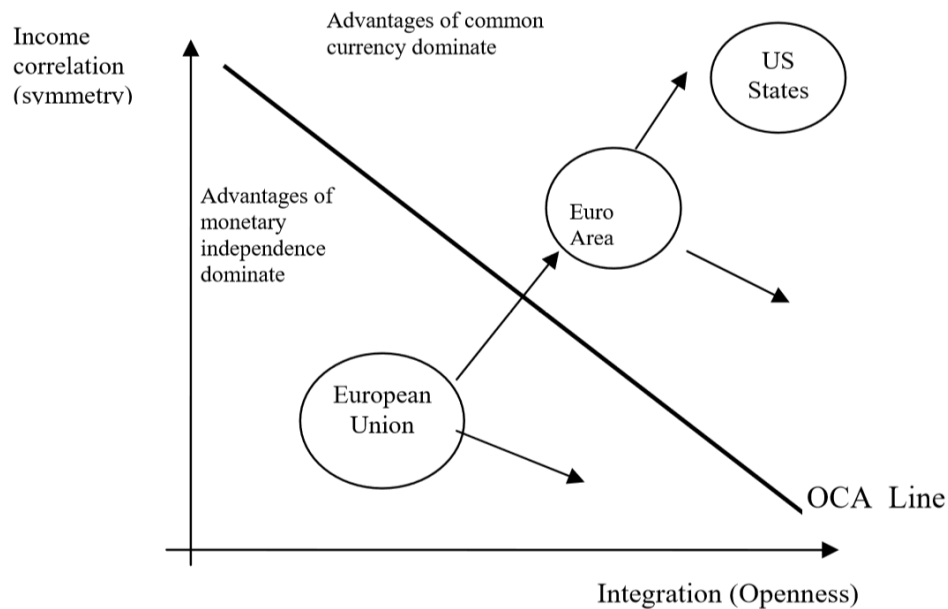 Income
correlation
(symmetry)
Advantages of common
currency dominate
US
States
Advantages of
monetary
independence
dominate
Euro
Area
European
Union
OCA Line
Integration (Openness)